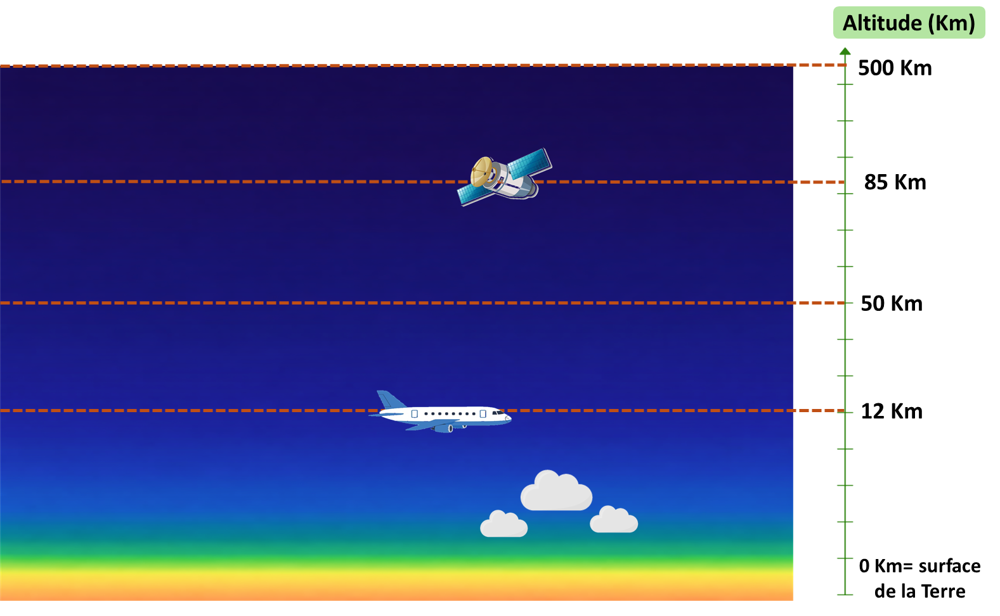 Altitude (Km)
500 Km
85 Km
50 Km
12 Km
0 Km= surface
de la Terre